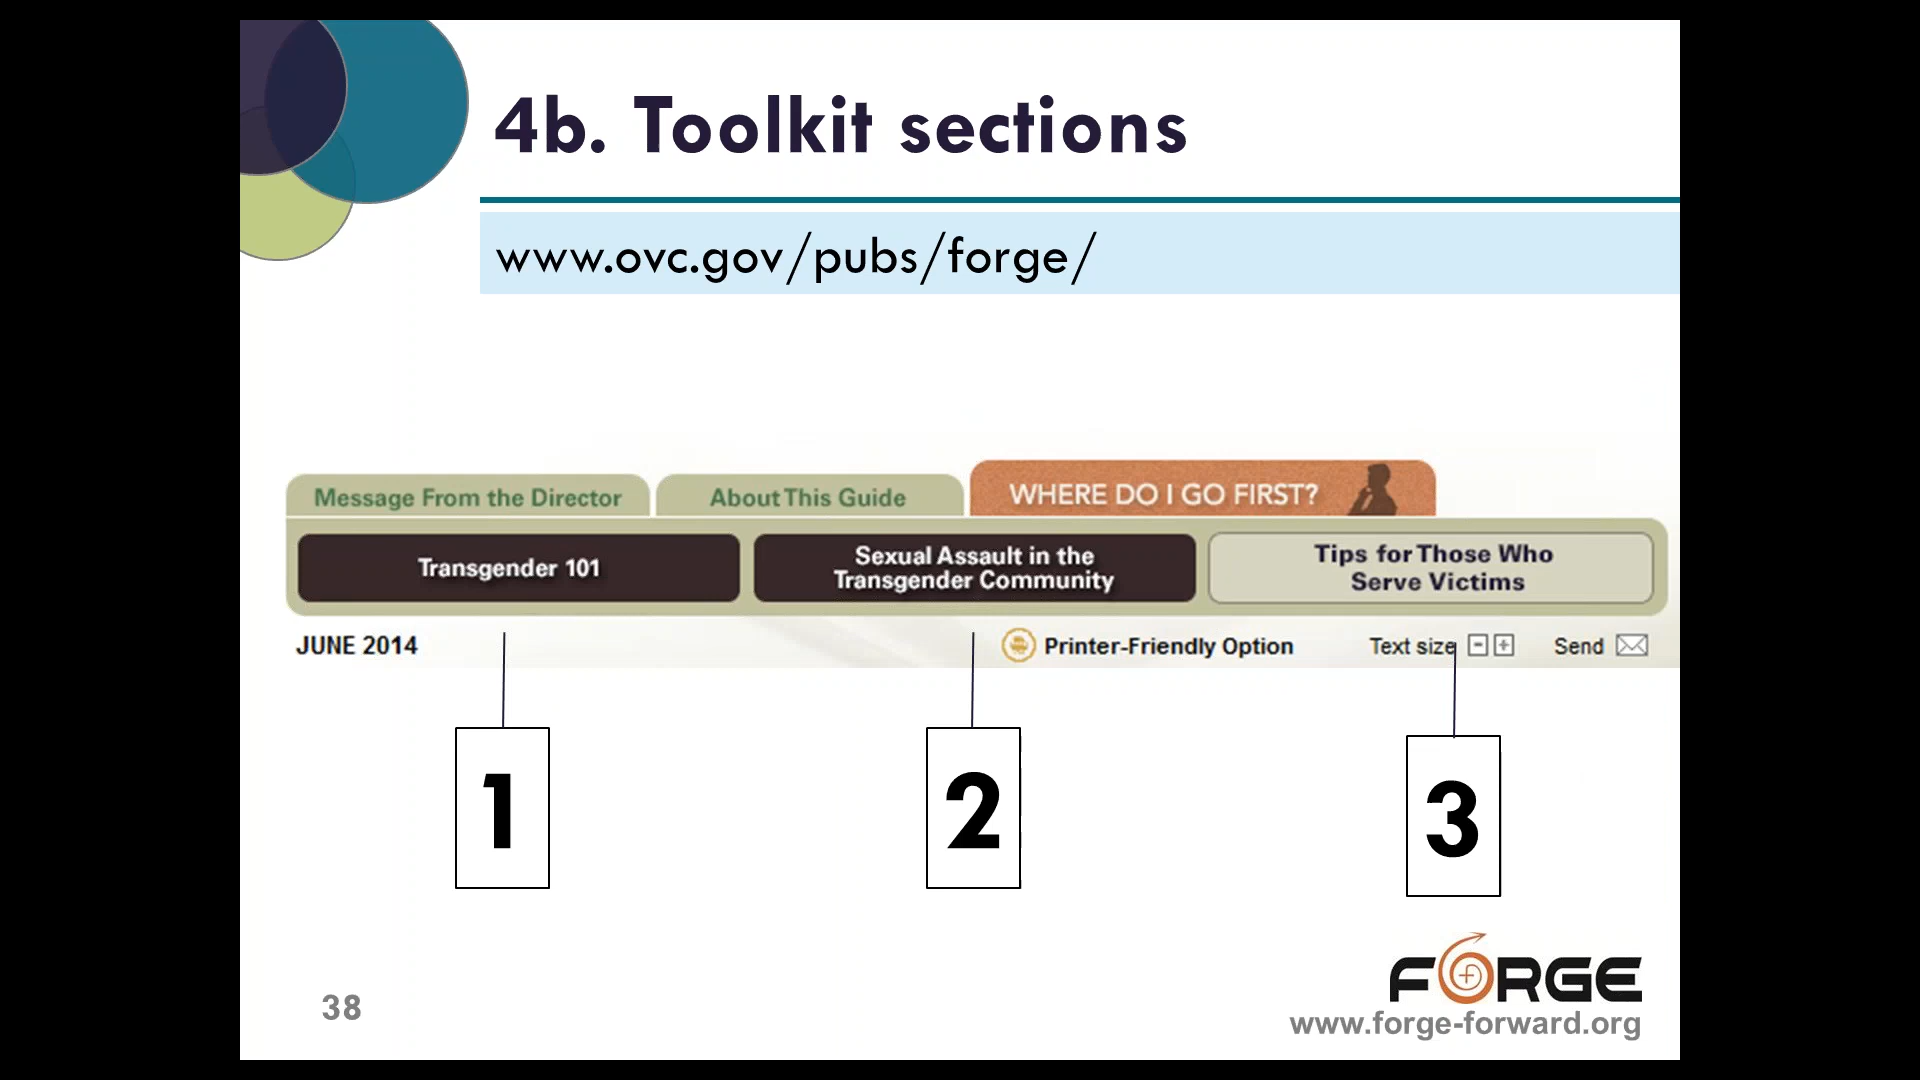 4b. Toolkit sections
www.ovc.gov/pubs/forge/
Message From the Director
About This Guide
WHERE DO I GO FIRST?
Transgender 101
Sexual Assault in the
Transgender Community
Tips for Those Who
Serve Victims
JUNE 2014
Printer-Friendly Option
Text size - +
Send
1
2
3
FORGE
www.forge-forward.org
38